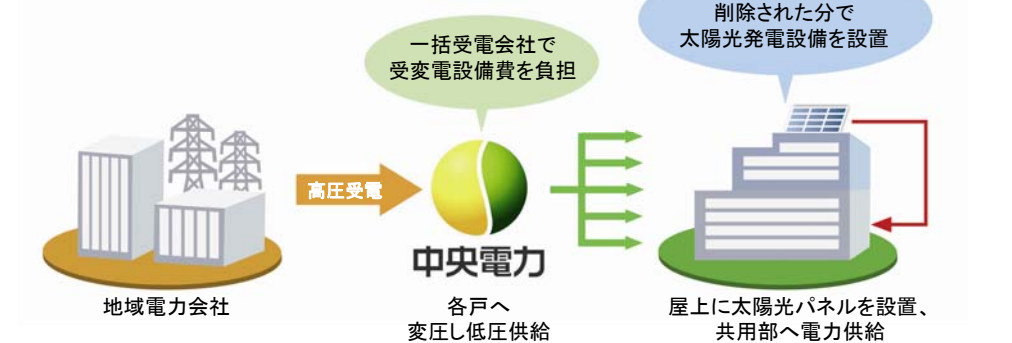 一括受電会社で
受変電設備費を負担
削除された分で
太陽光発電設備を設置
高圧受電
中央電力
地域電力会社
各戸へ
変圧し低圧供給
屋上に太陽光パネルを設置、
共用部へ電力供給